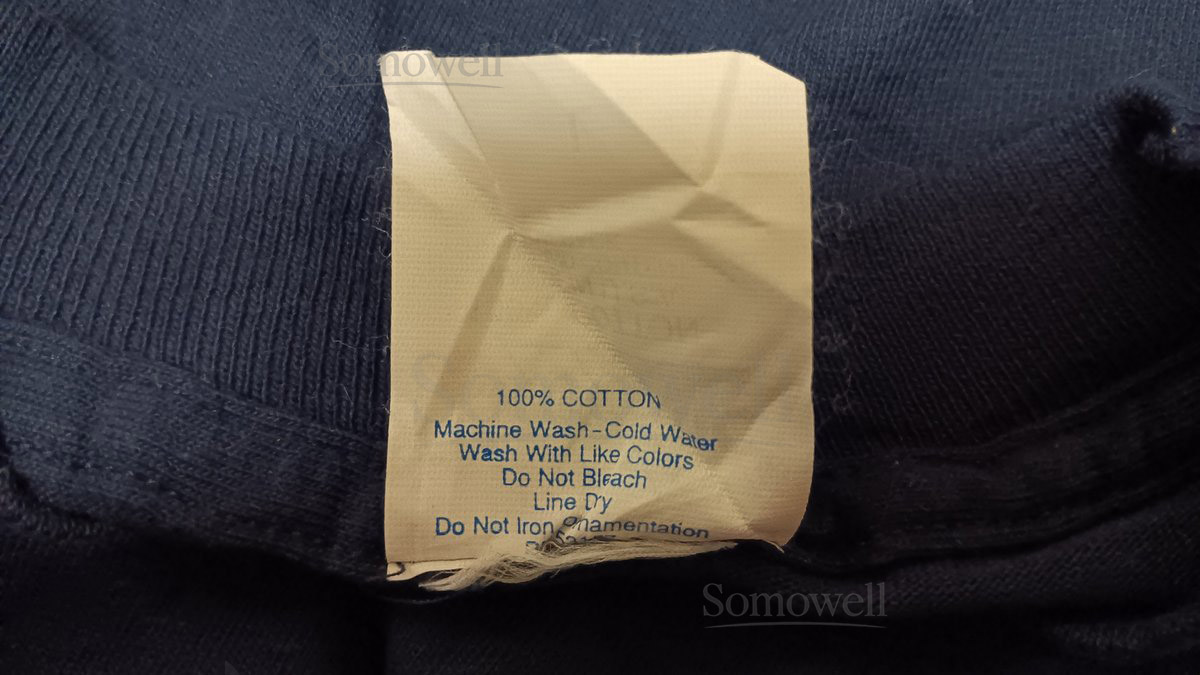 Somowell
100% COTTON
Machine Wash-Cold Water
Wash With Like Colors
Do Not Bleach
Line Dry
Do Not Iron Ornamentation
Somowell